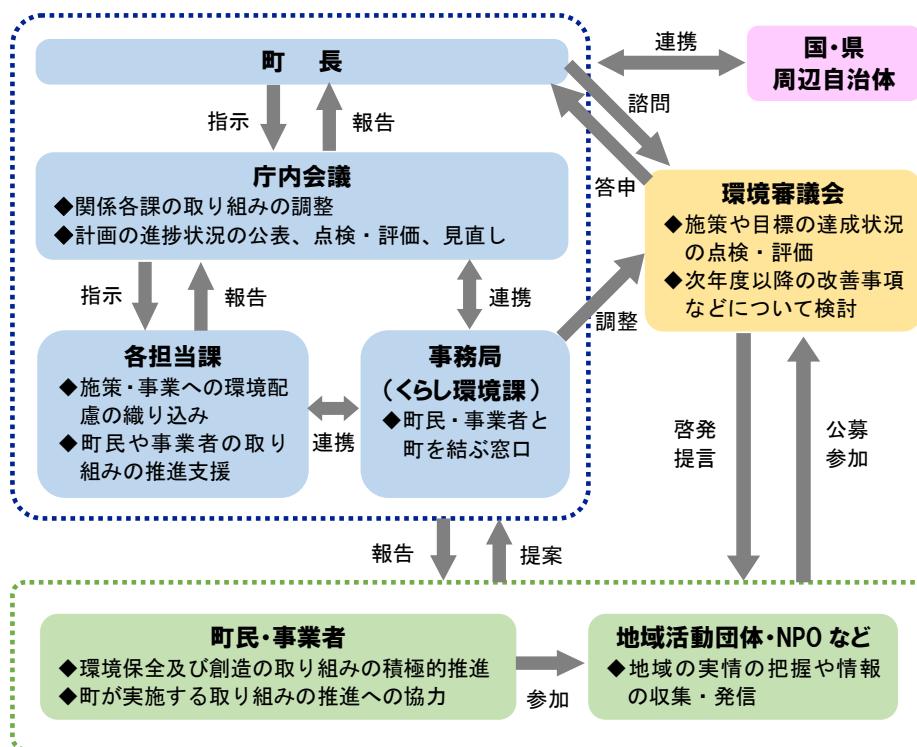 町　長
連携
国・県
周辺自治体
指示
報告
諮問
答申
庁内会議
◆関係各課の取り組みの調整
◆計画の進捗状況の公表、点検・評価、見直し
環境審議会
◆施策や目標の達成状況
の点検・評価
◆次年度以降の改善事項
などについて検討
指示
報告
連携
調整
各担当課
◆施策・事業への環境配
慮の織り込み
◆町民や事業者の取り
組みの推進支援
連携
事務局
（くらし環境課）
◆町民・事業者と
町を結ぶ窓口
啓発
提言
公募
参加
報告
提案
町民・事業者
◆環境保全及び創造の取り組みの積極的推進
◆町が実施する取り組みの推進への協力
参加
地域活動団体・NPO など
◆地域の実情の把握や情報
の収集・発信